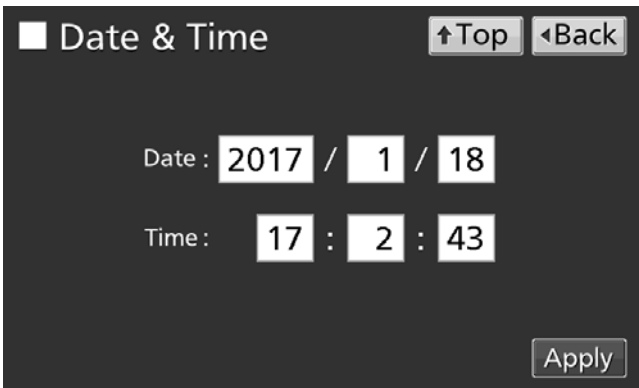 Date & Time ↑Top ◂Back
Date : 2017 / 1 / 18
Time : 17 : 2 : 43
Apply